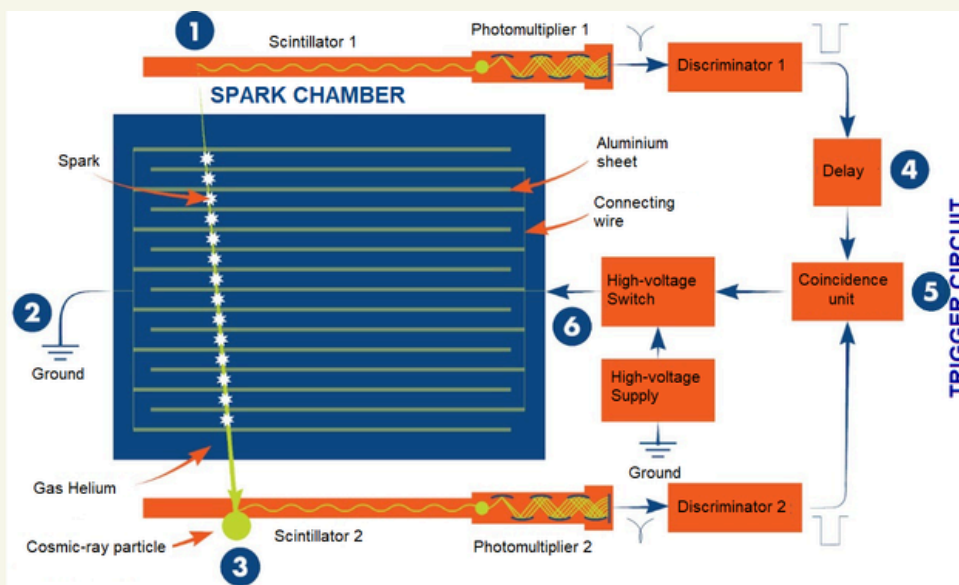 1
Scintillator 1
Photomultiplier 1
Discriminator 1
SPARK CHAMBER
Spark
Aluminium
sheet
Connecting
wire
Delay
4
TRIGGER CIRCUIT
2
Ground
High-voltage
Switch
6
Coincidence
unit
5
High-voltage
Supply
Ground
Gas Helium
Cosmic-ray particle
3
Scintillator 2
Photomultiplier 2
Discriminator 2